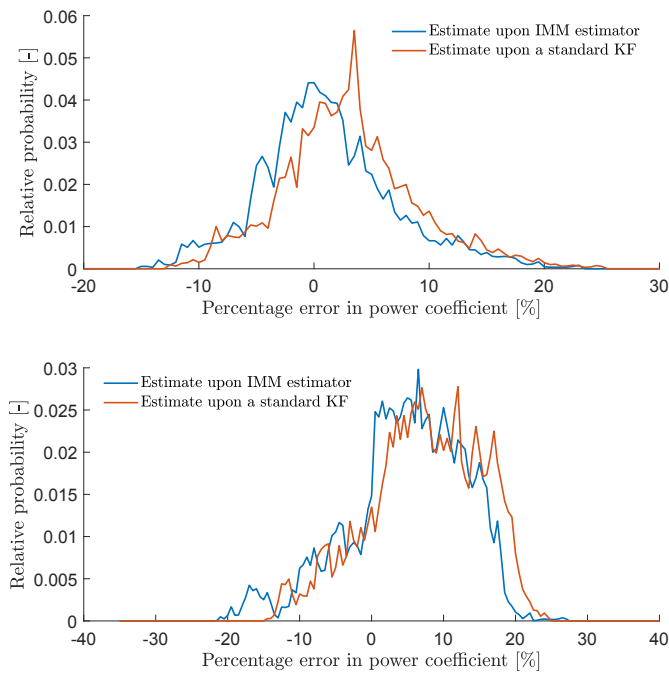 0.06
0.05
0.04
0.03
0.02
0.01
0
Relative probability [-]
Estimate upon IMM estimator
Estimate upon a standard KF
-20 -10 0 10 20 30
Percentage error in power coefficient [%]
0.03
0.025
0.02
0.015
0.01
0.005
0
Relative probability [-]
Estimate upon IMM estimator
Estimate upon a standard KF
-40 -30 -20 -10 0 10 20 30 40
Percentage error in power coefficient [%]